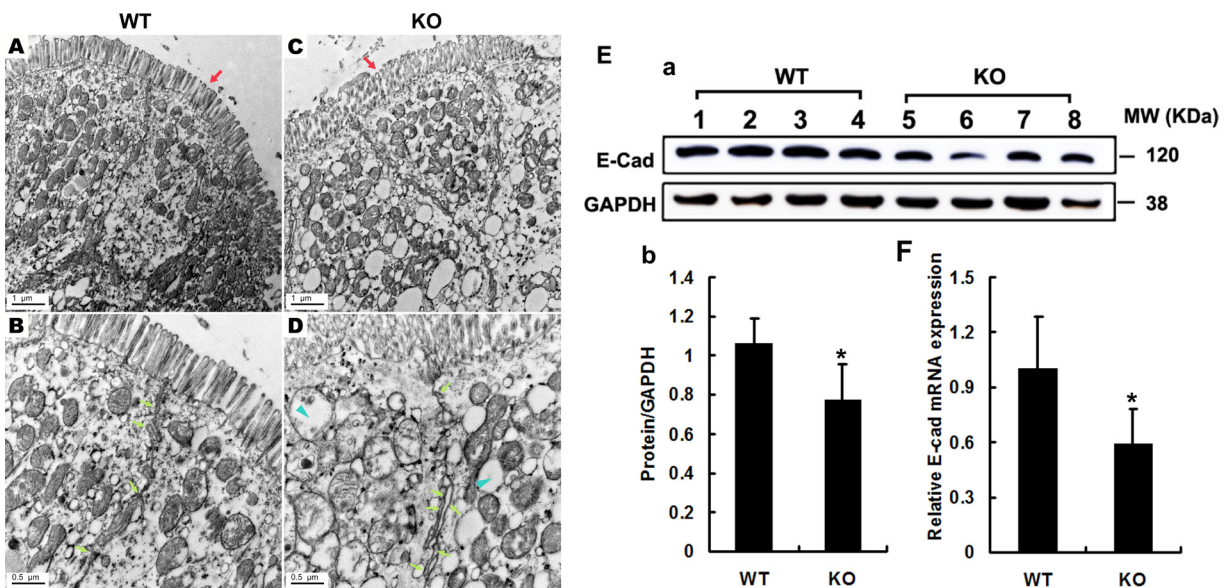 WT
KO
A
1 μm
C
1 μm
B
0.5 μm
D
0.5 μm
E
a
WT
KO
1 2 3 4 5 6 7 8
MW (KDa)
E-Cad
120
GAPDH
38
b
Protein/GAPDH
1.4
1.2
1
0.8
0.6
0.4
0.2
0
*
WT
KO
F
Relative E-cad mRNA expression
1.5
1.2
0.9
0.6
0.3
0
*
WT
KO